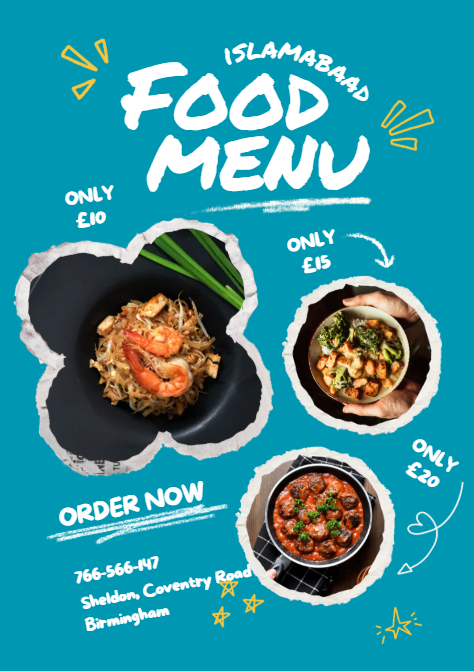 ISLAMABAAD
FOOD
MENU
ONLY
£10
ONLY
£15
ONLY
£20
ORDER NOW
766-566-147
Sheldon, Coventry Road
Birmingham